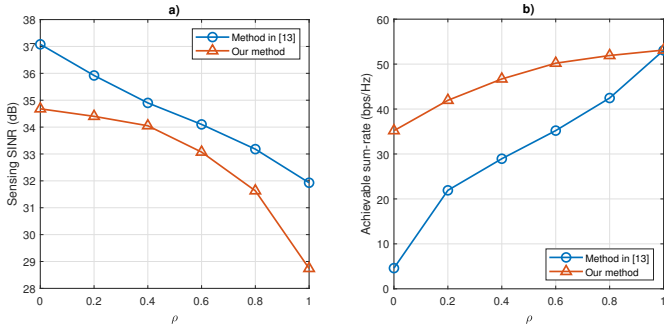 a)
Sensing SINR (dB)
38
37
36
35
34
33
32
31
30
29
28
0 0.2 0.4 0.6 0.8 1
ρ
Method in [13]
Our method
b)
Achievable sum-rate (bps/Hz)
60
50
40
30
20
10
0
0 0.2 0.4 0.6 0.8 1
ρ
Method in [13]
Our method